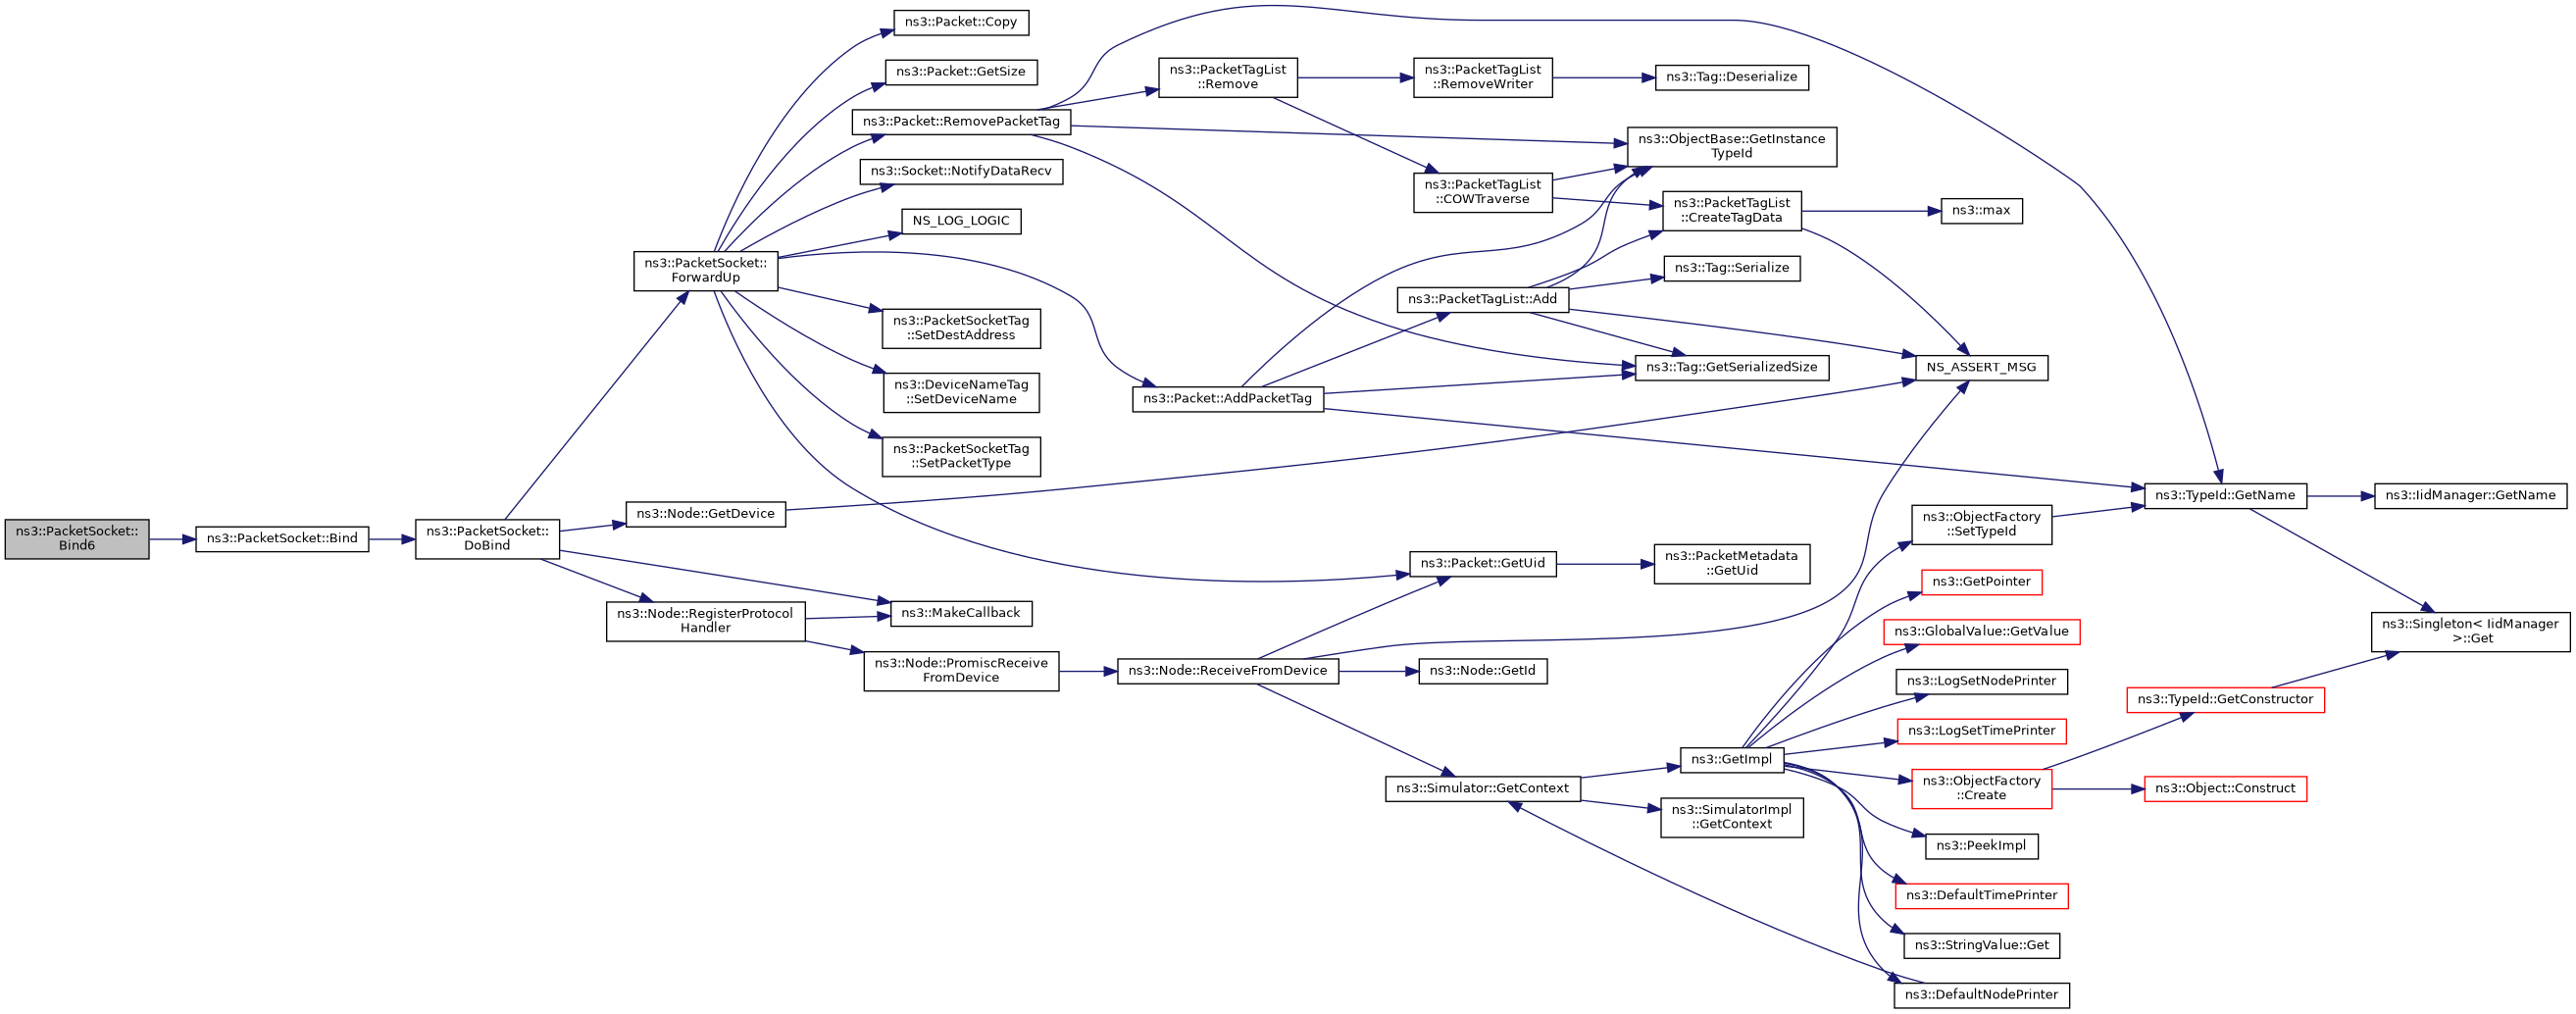 ns3::PacketSocket::
Bind6
ns3::PacketSocket::Bind
ns3::PacketSocket::
DoBind
ns3::PacketSocket::
ForwardUp
ns3::Node::GetDevice
ns3::Node::RegisterProtocol
Handler
ns3::Packet::Copy
ns3::Packet::GetSize
ns3::Packet::RemovePacketTag
ns3::Socket::NotifyDataRecv
NS_LOG_LOGIC
ns3::PacketSocketTag
::SetDestAddress
ns3::DeviceNameTag
::SetDeviceName
ns3::PacketSocketTag
::SetPacketType
ns3::MakeCallback
ns3::Node::PromiscReceive
FromDevice
ns3::PacketTagList
::Remove
ns3::Packet::AddPacketTag
ns3::Node::ReceiveFromDevice
ns3::PacketTagList
::RemoveWriter
ns3::PacketTagList
::COWTraverse
ns3::PacketTagList::Add
ns3::Packet::GetUid
ns3::Node::GetId
ns3::Simulator::GetContext
ns3::Tag::Deserialize
ns3::ObjectBase::GetInstance
TypeId
ns3::PacketTagList
::CreateTagData
ns3::Tag::Serialize
ns3::Tag::GetSerializedSize
ns3::PacketMetadata
::GetUid
ns3::GetImpl
ns3::SimulatorImpl
::GetContext
ns3::max
NS_ASSERT_MSG
ns3::ObjectFactory
::SetTypeId
ns3::GetPointer
ns3::GlobalValue::GetValue
ns3::LogSetNodePrinter
ns3::LogSetTimePrinter
ns3::ObjectFactory
::Create
ns3::PeekImpl
ns3::DefaultTimePrinter
ns3::StringValue::Get
ns3::DefaultNodePrinter
ns3::TypeId::GetName
ns3::TypeId::GetConstructor
ns3::Object::Construct
ns3::IidManager::GetName
ns3::Singleton< IidManager
>::Get